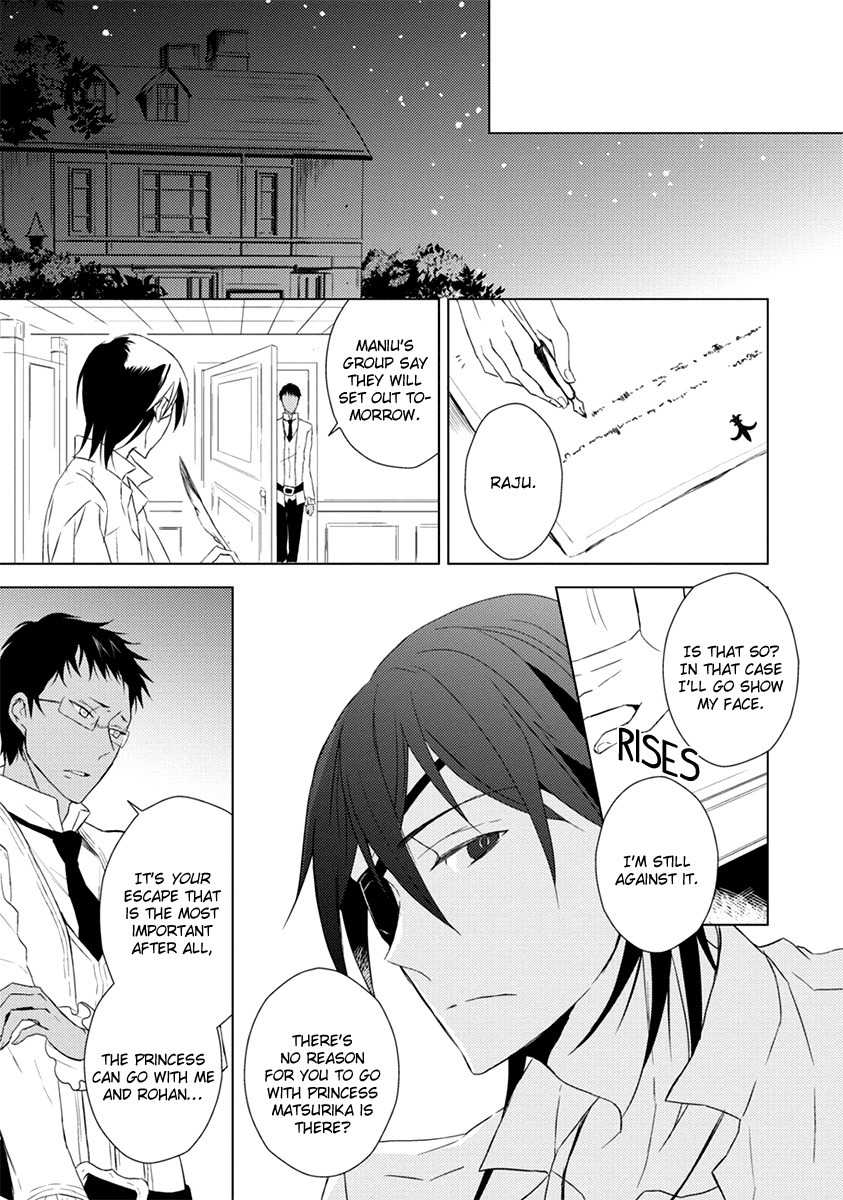 RAJU.
MANIU'S
GROUP SAY
THEY WILL
SET OUT TO-
MORROW.
IS THAT SO?
IN THAT CASE
I'LL GO SHOW
MY FACE.
RISES
I'M STILL
AGAINST IT.
THERE'S
NO REASON
FOR YOU TO GO
WITH PRINCESS
MATSURIKA IS
THERE?
IT'S YOUR
ESCAPE THAT
IS THE MOST
IMPORTANT
AFTER ALL,
THE PRINCESS
CAN GO WITH ME
AND ROHAN...